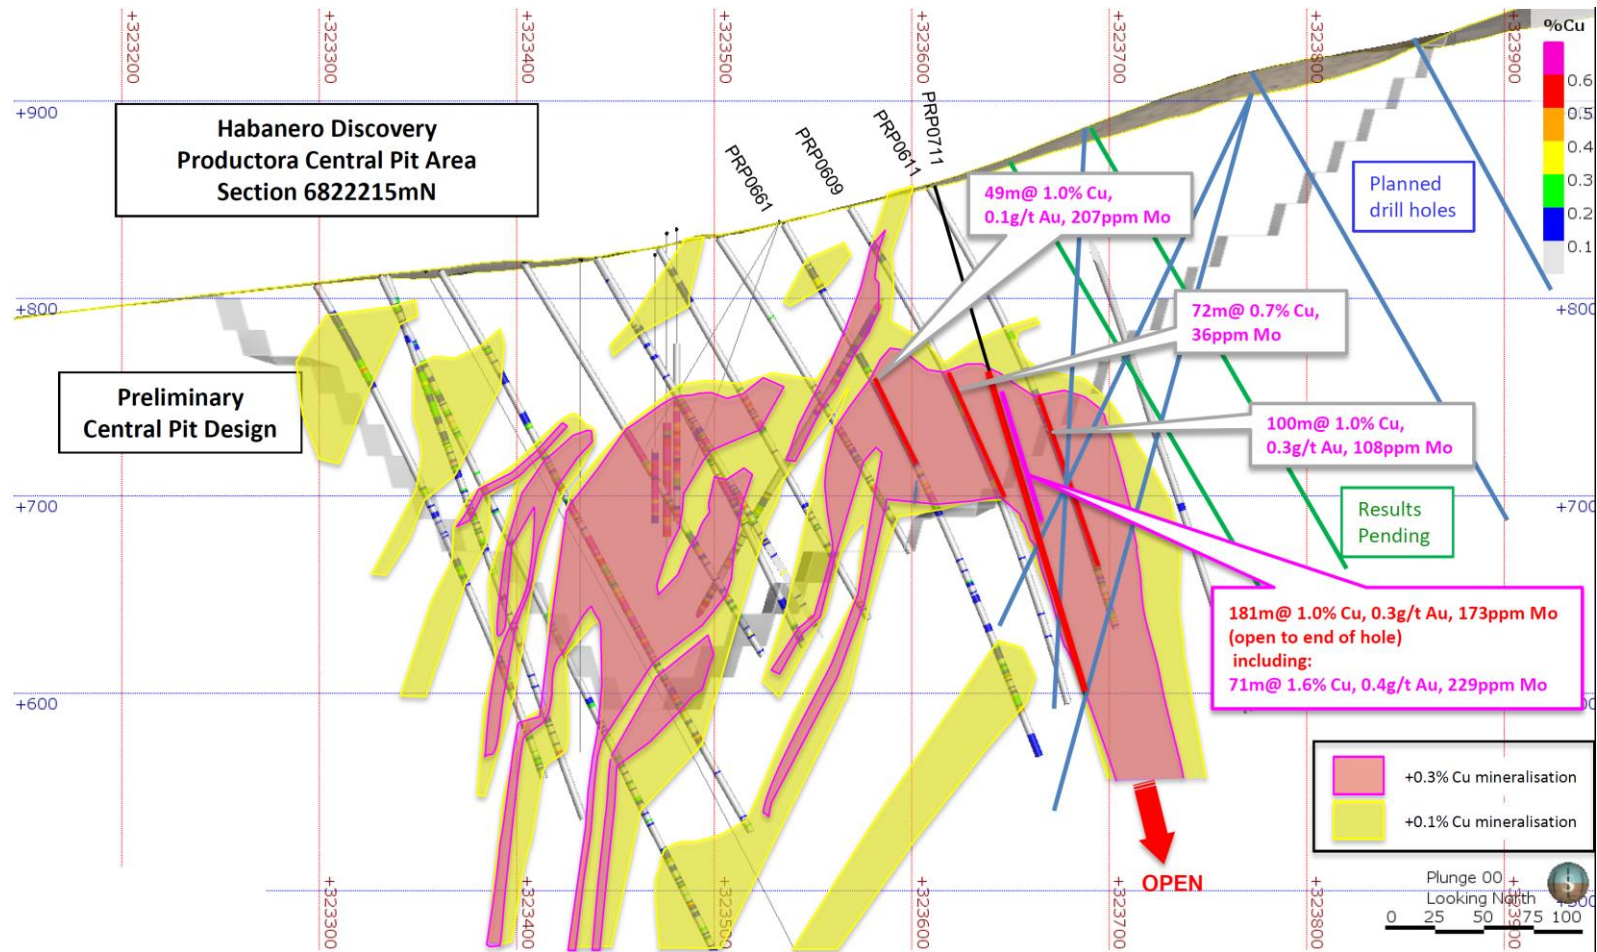 +323200
+323300
+323400
+323500
+323600
+323700
+323800
+323900
%Cu
0.6
0.5
0.4
0.3
0.2
0.1
+900
+900
Habanero Discovery
Productora Central Pit Area
Section 6822215mN
PRP0661
PRP0609
PRP0611
PRP0711
49m@ 1.0% Cu,
0.1g/t Au, 207ppm Mo
Planned
drill holes
+800
+800
72m@ 0.7% Cu,
36ppm Mo
Preliminary
Central Pit Design
100m@ 1.0% Cu,
0.3g/t Au, 108ppm Mo
+700
+700
Results
Pending
181m@ 1.0% Cu, 0.3g/t Au, 173ppm Mo
(open to end of hole)
including:
71m@ 1.6% Cu, 0.4g/t Au, 229ppm Mo
+600
+0.3% Cu mineralisation
+0.1% Cu mineralisation
OPEN
Plunge 00
Looking North
0 25 50 75 100
+323300
+323400
+323500
+323600
+323700
+323800
+323900